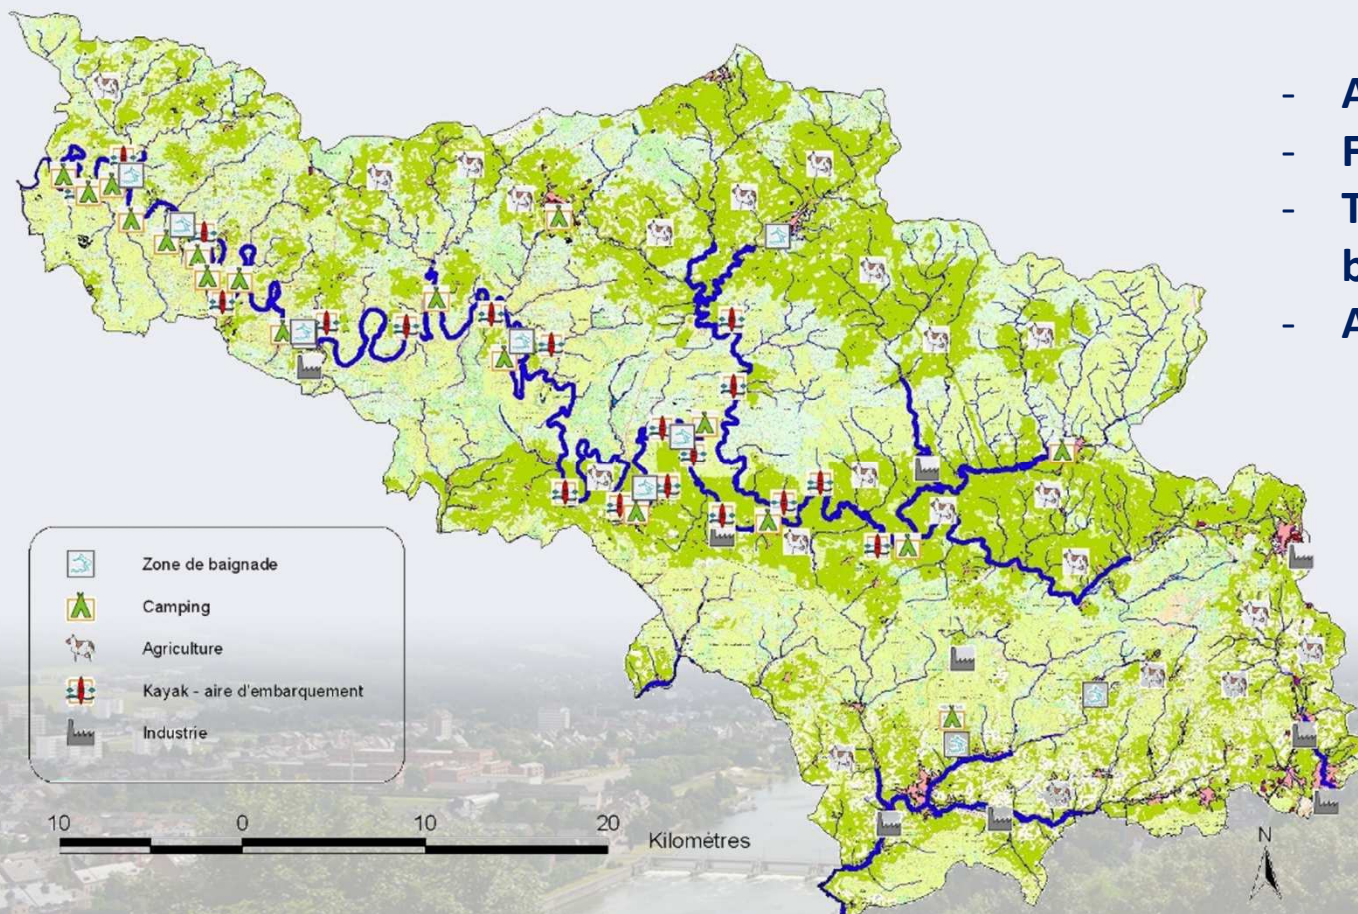 - A
- F
- T
b
- A
Zone de baignade
Camping
Agriculture
Kayak - aire d'embarquement
Industrie
10 0 10 20 Kilomètres
N